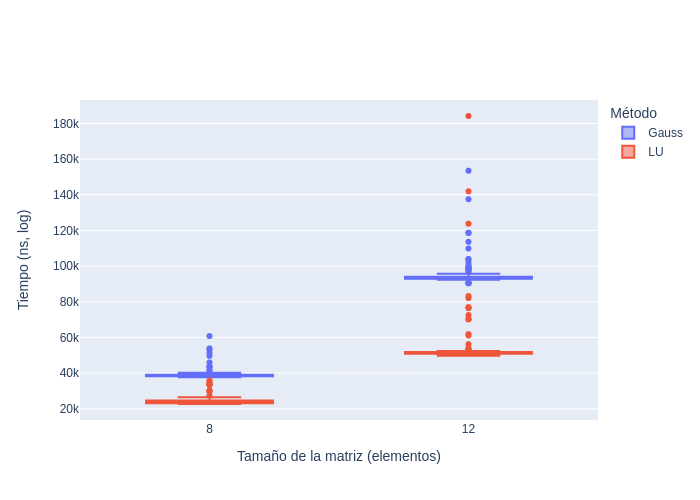 Método
Gauss
LU
Tiempo (ns, log)
180k
160k
140k
120k
100k
80k
60k
40k
20k
8
12
Tamaño de la matriz (elementos)